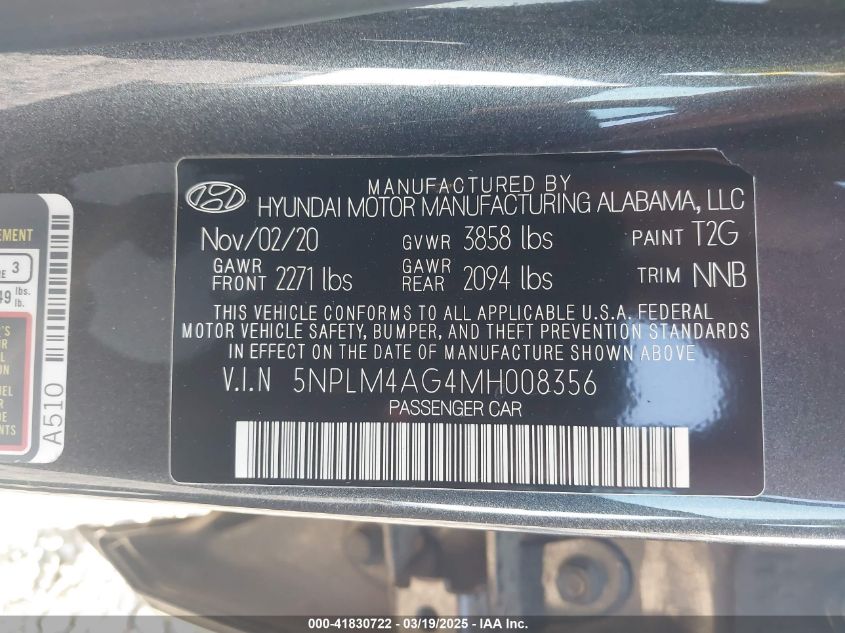 MANUFACTURED BY
HYUNDAI MOTOR MANUFACTURING ALABAMA, LLC
Nov/02/20 GVWR 3858 lbs PAINT T2G
GAWR FRONT 2271 lbs GAWR REAR 2094 lbs TRIM NNB
THIS VEHICLE CONFORMS TO ALL APPLICABLE U.S.A. FEDERAL
MOTOR VEHICLE SAFETY, BUMPER, AND THEFT PREVENTION STANDARDS
IN EFFECT ON THE DATE OF MANUFACTURE SHOWN ABOVE
V.I.N 5NPLM4AG4MH008356
PASSENGER CAR
3
lbs.
lb.
A510
000-41830722 - 03/19/2025 - IAA Inc.